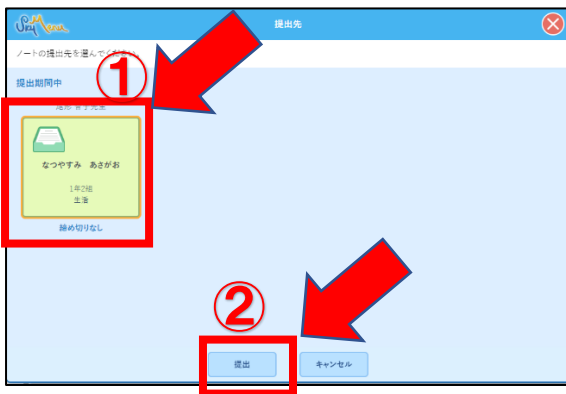 SkyMenu
提出先
ノートの提出先を選んでください
提出期間中
①
なつやすみ　あさがお
1年2組
生活
締め切りなし
②
提出
キャンセル